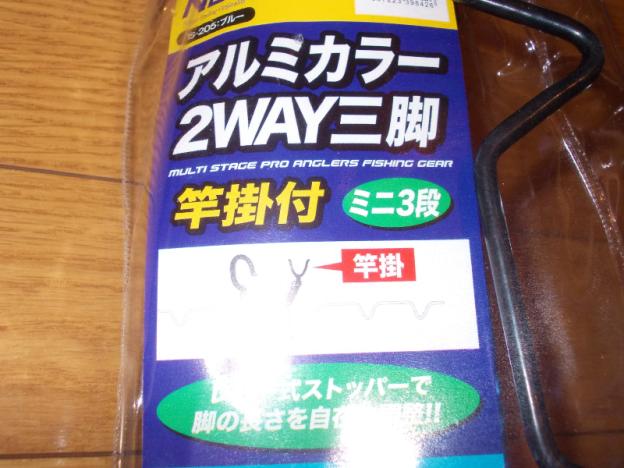 205:ブルー
アルミカラー
2WAY三脚
MULTI STAGE PRO ANGLERS FISHING GEAR
竿掛付
ミニ3段
竿掛
式ストッパーで
脚の長さを自在